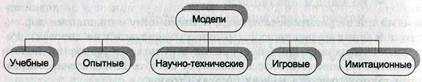 Модели
Учебные
Опытные
Научно-технические
Игровые
Имитационные